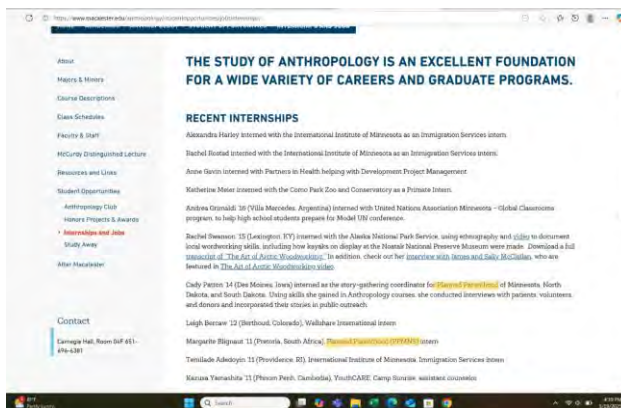 https://www.macalester.edu/anthropology/
THE STUDY OF ANTHROPOLOGY IS AN EXCELLENT FOUNDATION
FOR A WIDE VARIETY OF CAREERS AND GRADUATE PROGRAMS.
About
Majors & Minors
Course Descriptions
Class Schedules
Faculty & Staff
McCurdy Distinguished Lecture
Resources and Links
Student Opportunities
Anthropology Club
Honors Projects & Awards
Internships and Jobs
Study Away
After Macalester
Contact
Carnegie Hall, Room 04F 651-
696-6381
RECENT INTERNSHIPS
Alexandra Harley interned with the International Institute of Minnesota as an Immigration Services intern
Rachel Rostad interned with the International Institute of Minnesota as an Immigration Services intern.
Anne Gavin interned with Partners in Health helping with Development Project Management
Katherine Meier interned with the Como Park Zoo and Conservatory as a Primate Intern.
Andrea Grimaldi '16 (Villa Mercedes, Argentina) interned with United Nations Association Minnesota – Global Classrooms
program, to help high school students prepare for Model UN conference.
Rachel Swanson '15 (Lexington, KY) interned with the Alaska National Park Service, using ethnography and video to document
local woodworking skills, including how kayaks on display at the Noatak National Preserve Museum were made. Download a full
transcript of "The Art of Arctic Woodworking." In addition, check out her interview with James and Sally McClellan, who are
featured in The Art of Arctic Woodworking video.
Cady Patton '14 (Des Moines, Iowa) interned as the story-gathering coordinator for Planned Parenthood of Minnesota, North
Dakota, and South Dakota. Using skills she gained in Anthropology courses, she conducted interviews with patients, volunteers,
and donors and incorporated their stories in public outreach.
Leigh Bercaw '12 (Berthoud, Colorado), Wellshare International intern
Margarite Blignaut '11 (Pretoria, South Africa), Planned Parenthood (PPMNS) intern
Temilade Adedoyin '11 (Providence, RI), International Institute of Minnesota, Immigration Services Intern
Kanusa Yamashita '11 (Phnom Penh, Cambodia), YouthCARE, Camp Sunrise, assistant counselor
Search